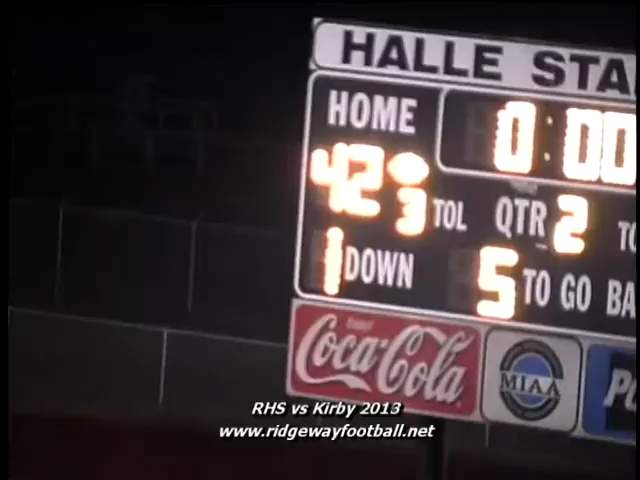 HALLE STA
HOME 0:00
42 3 TOL QTR 2 TO
1 DOWN 5 TO GO BA
Coca-Cola MIAA
RHS vs Kirby 2013
www.ridgewayfootball.net